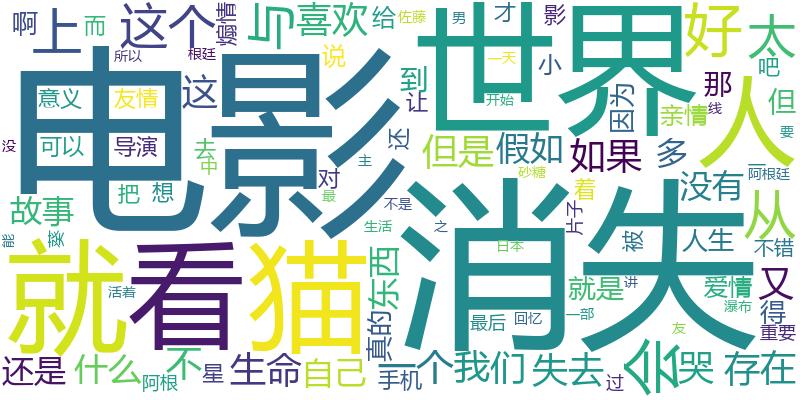 啊 上 而 这个 煽情 与 喜欢 给 佐藤 男 才 影 好 太
所以 根廷 这 说 到 一天 小 吧
电影 世界 人
意义 友情 让 开始 因为 那 但
没 可以 导演 去 中 还 亲情 线 要
把 想 对 主 但是 假如 如果 多
故事 最 砂糖 着 没有 阿根廷
能 葵 生活 不是 之 片子 被 人生 从
就 看 猫 消失 不错
活着 真的 东西 日本 就是 讲 爱情 又
最后 回忆 一部 友 瀑布 得 重要
还是 什么 阿根 不 星 生命 自己 手机 一个 我们 过 失去 会 哭 存在